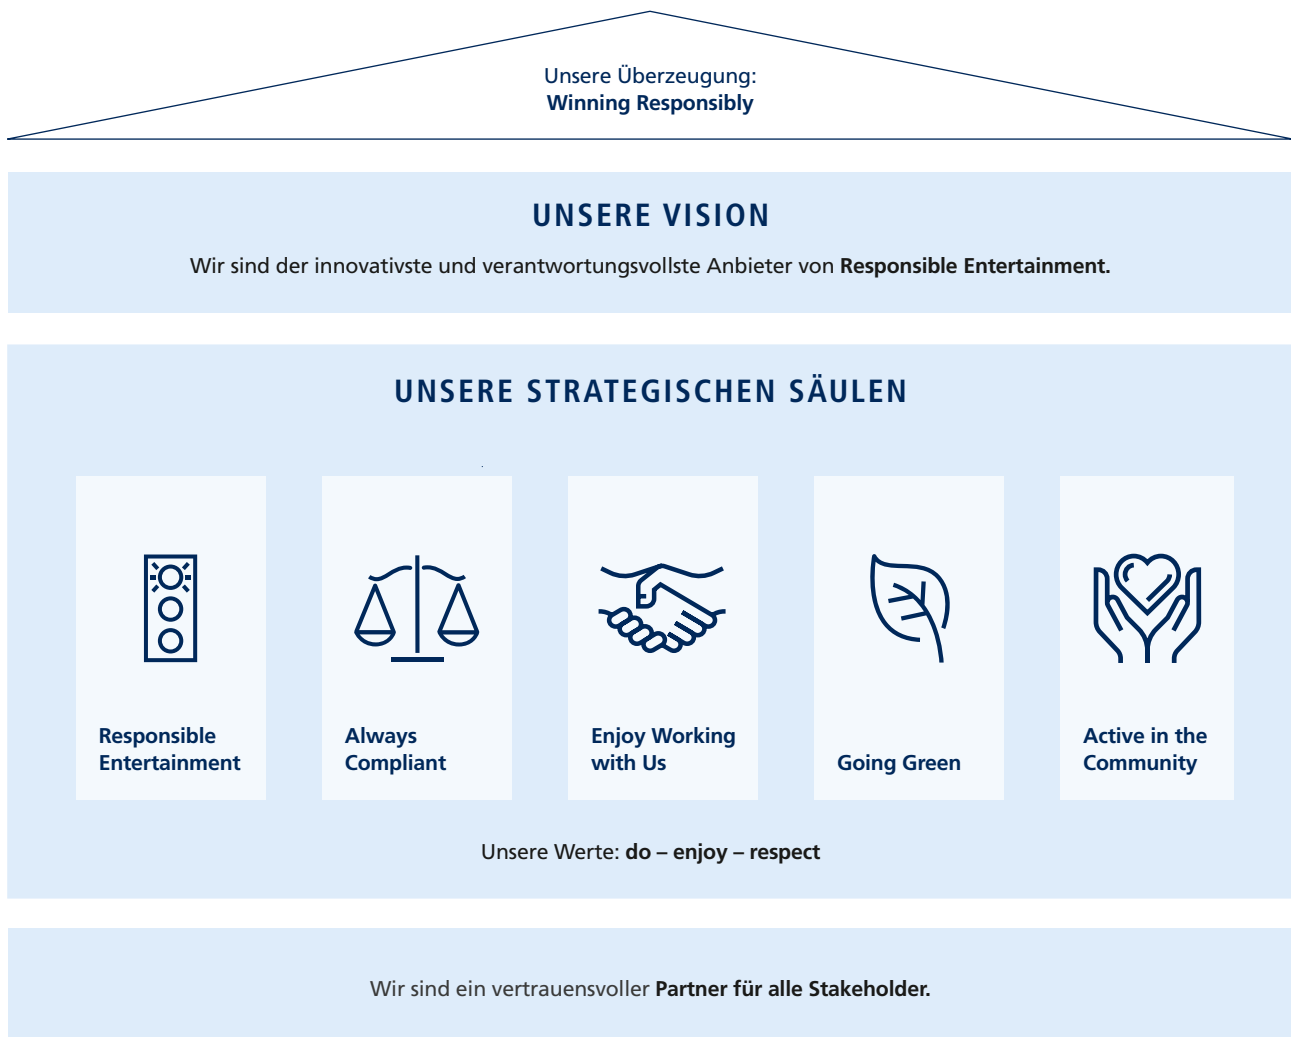 Unsere Überzeugung:
Winning Responsibly
UNSERE VISION
Wir sind der innovativste und verantwortungsvollste Anbieter von Responsible Entertainment.
UNSERE STRATEGISCHEN SÄULEN
Responsible
Entertainment
Always
Compliant
Enjoy Working
with Us
Going Green
Active in the
Community
Unsere Werte: do – enjoy – respect
Wir sind ein vertrauensvoller Partner für alle Stakeholder.